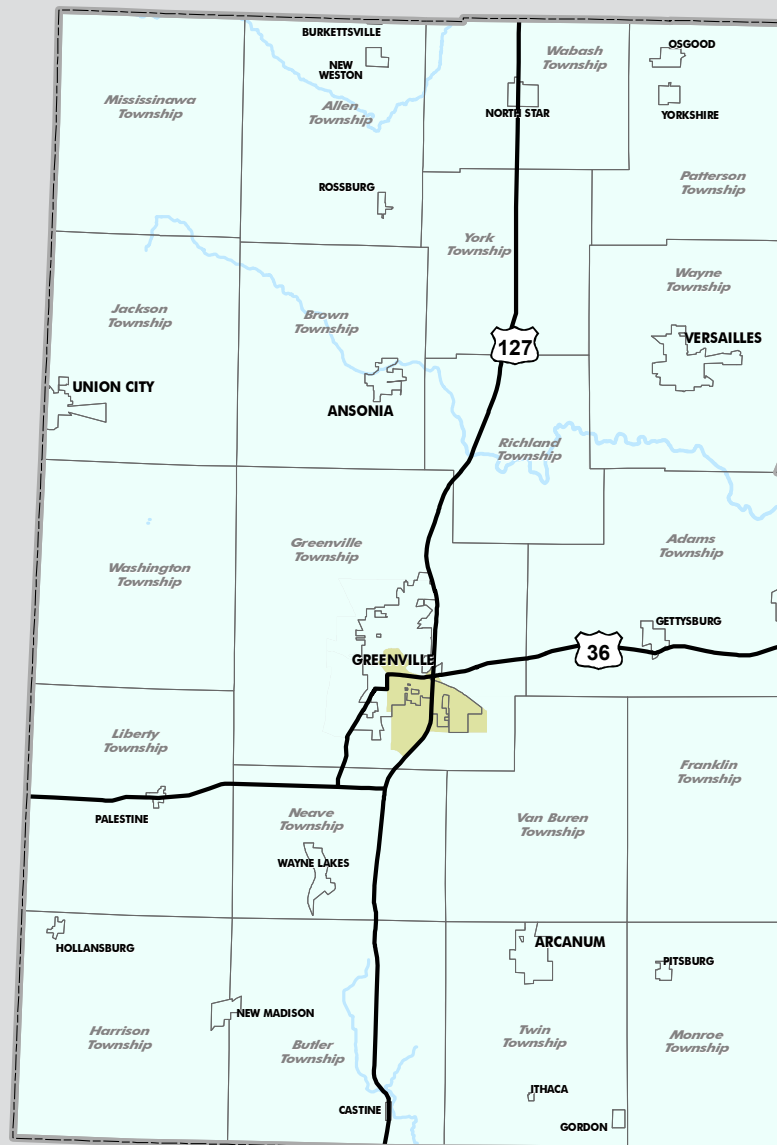 BURKETTSVILLE
NEW
WESTON
Wabash
Township
OSGOOD
Mississinawa
Township
Allen
Township
NORTH STAR
YORKSHIRE
ROSSBURG
Patterson
Township
York
Township
Wayne
Township
Jackson
Township
Brown
Township
127
VERSAILLES
UNION CITY
ANSONIA
Richland
Township
Greenville
Township
Adams
Township
Washington
Township
GETTYSBURG
GREENVILLE
36
Liberty
Township
Franklin
Township
PALESTINE
Neave
Township
Van Buren
Township
WAYNE LAKES
HOLLANSBURG
ARCANUM
PITSBURG
NEW MADISON
Harrison
Township
Butler
Township
Twin
Township
Monroe
Township
ITHACA
CASTINE
GORDON